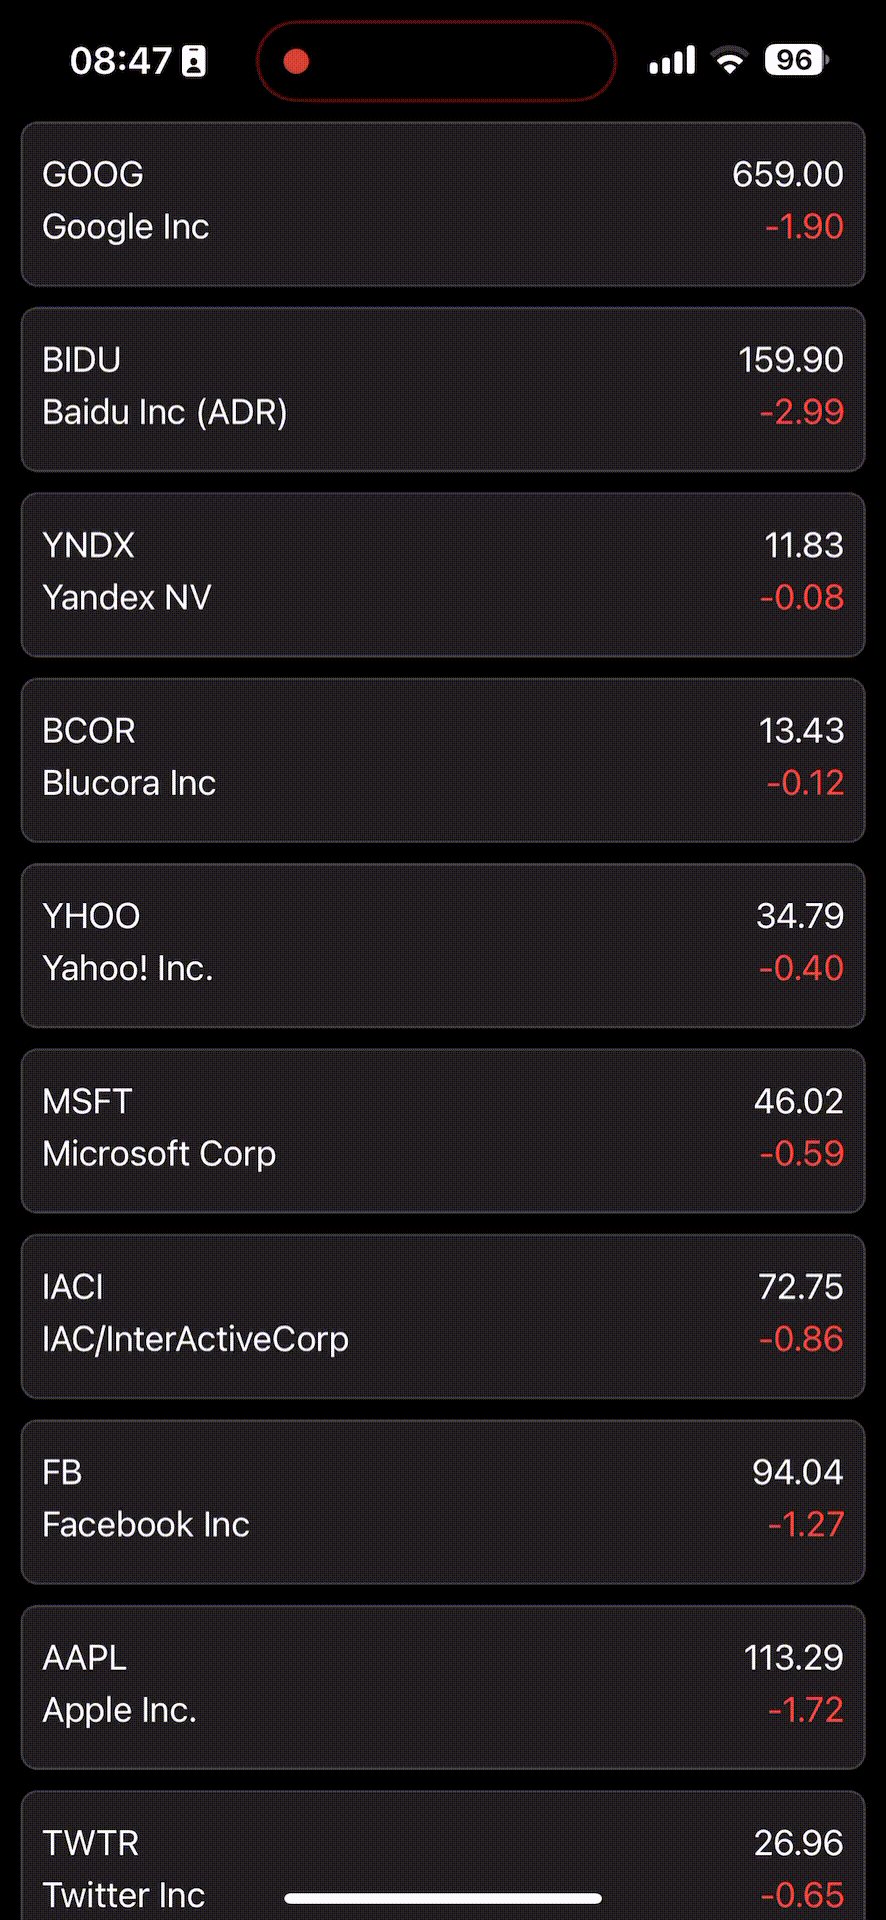 08:47 96
GOOG 659.00
Google Inc -1.90
BIDU 159.90
Baidu Inc (ADR) -2.99
YNDX 11.83
Yandex NV -0.08
BCOR 13.43
Blucora Inc -0.12
YHOO 34.79
Yahoo! Inc. -0.40
MSFT 46.02
Microsoft Corp -0.59
IACI 72.75
IAC/InterActiveCorp -0.86
FB 94.04
Facebook Inc -1.27
AAPL 113.29
Apple Inc. -1.72
TWTR 26.96
Twitter Inc -0.65